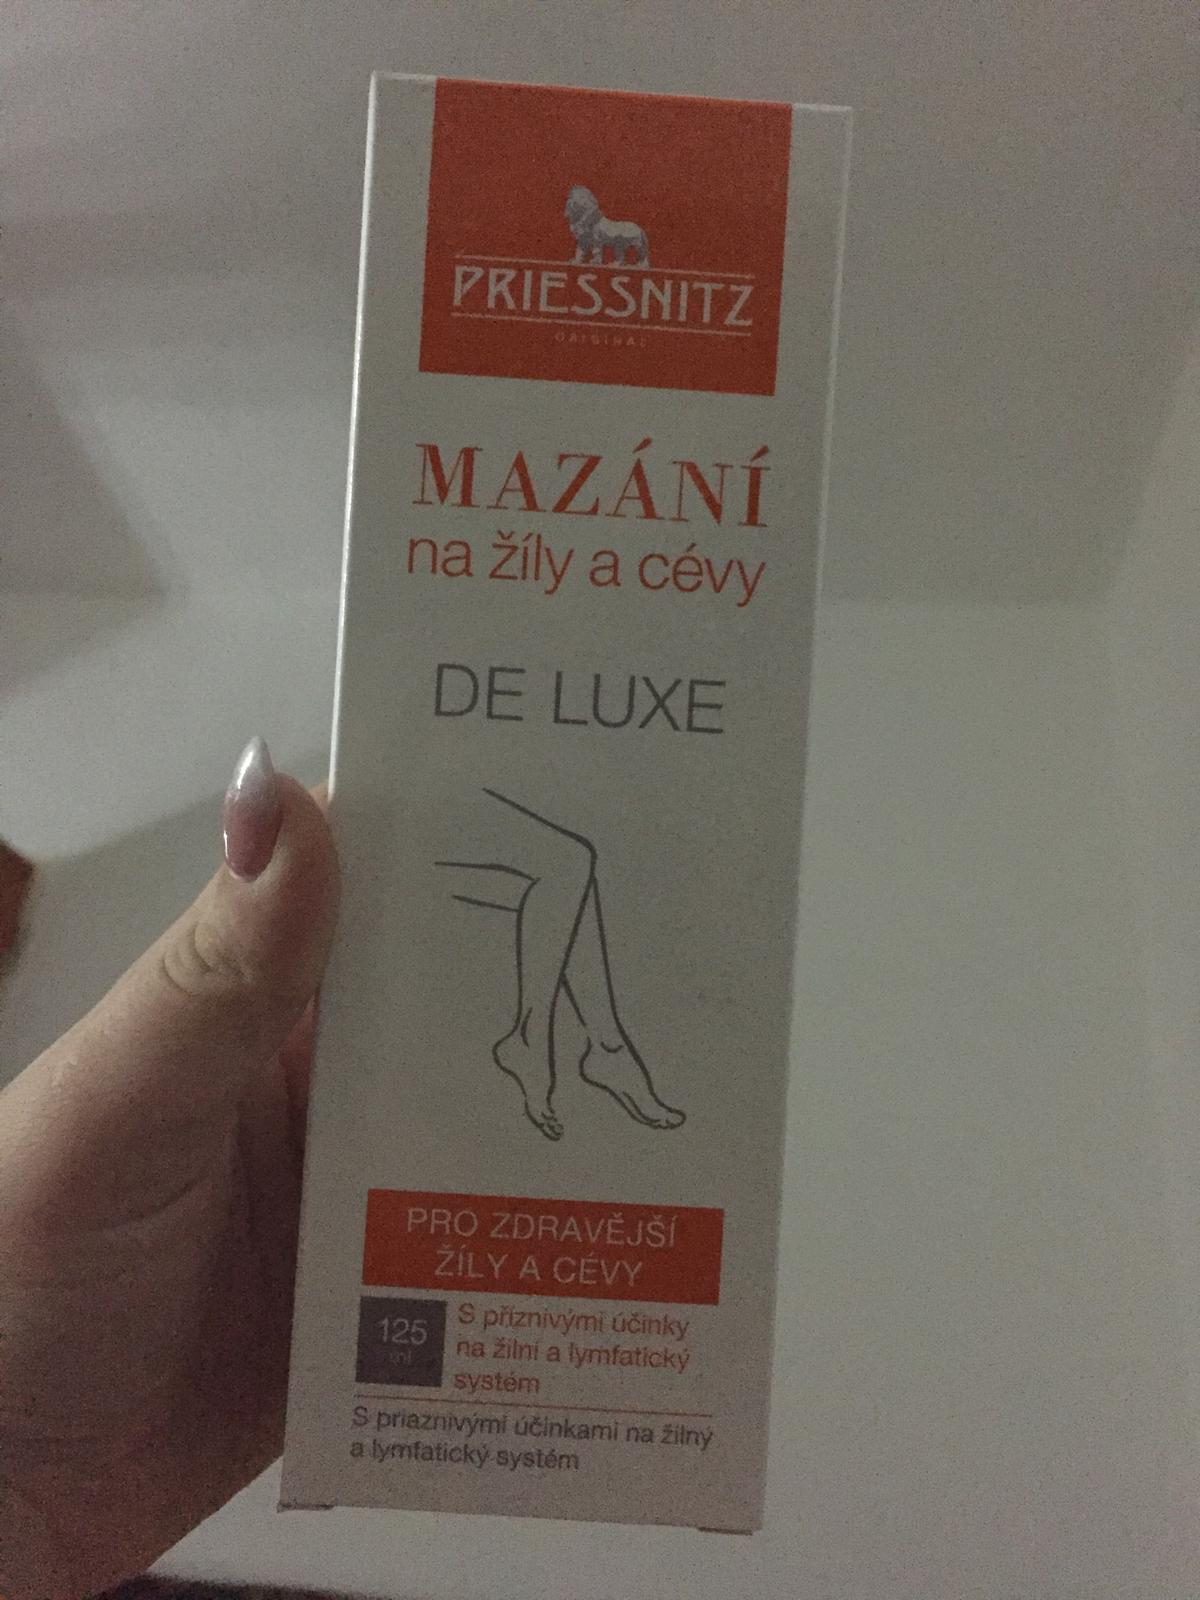 PRIESSNITZ
ORIGINAL
MAZÁNÍ
na žíly a cévy
DE LUXE
PRO ZDRAVĚJŠÍ
ŽÍLY A CÉVY
125
ml
S příznivými účinky
na žilní a lymfatický
systém
S priaznivými účinkami na žilný
a lymfatický systém